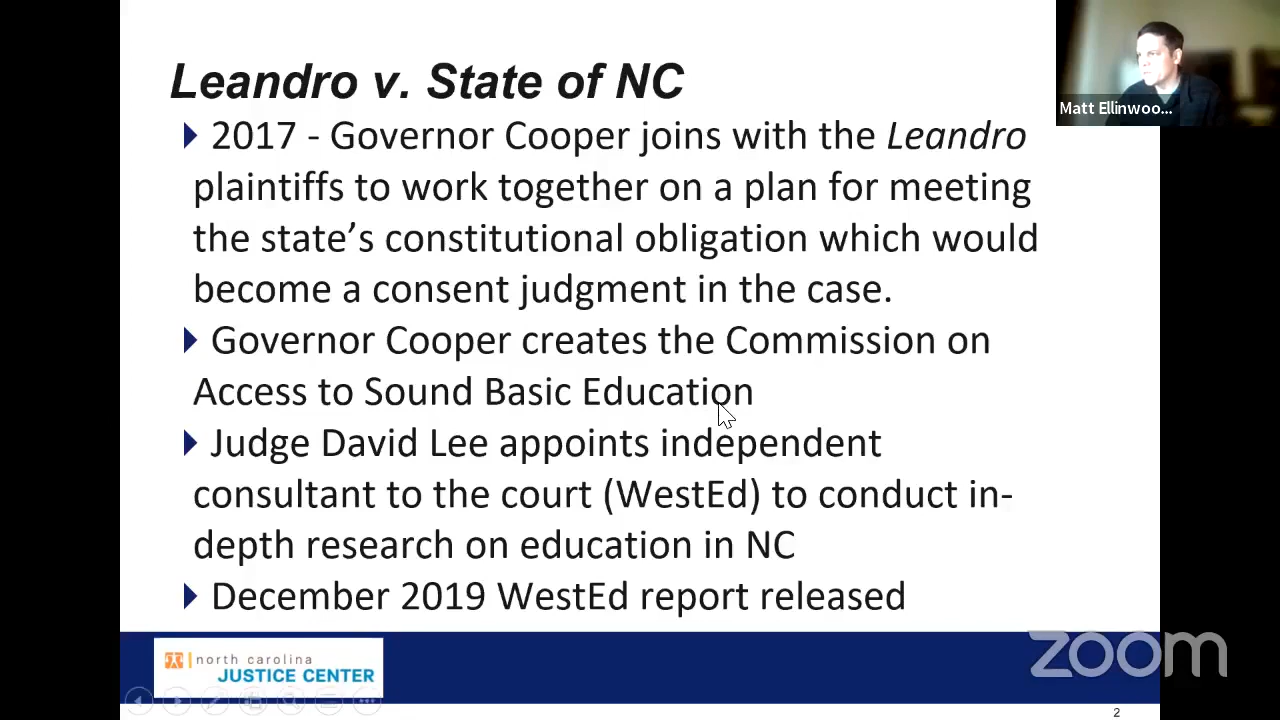 Leandro v. State of NC
2017 - Governor Cooper joins with the Leandro
plaintiffs to work together on a plan for meeting
the state’s constitutional obligation which would
become a consent judgment in the case.
Governor Cooper creates the Commission on
Access to Sound Basic Education
Judge David Lee appoints independent
consultant to the court (WestEd) to conduct in-
depth research on education in NC
December 2019 WestEd report released
Matt Ellinwoo...
north carolina
JUSTICE CENTER
zoom
2